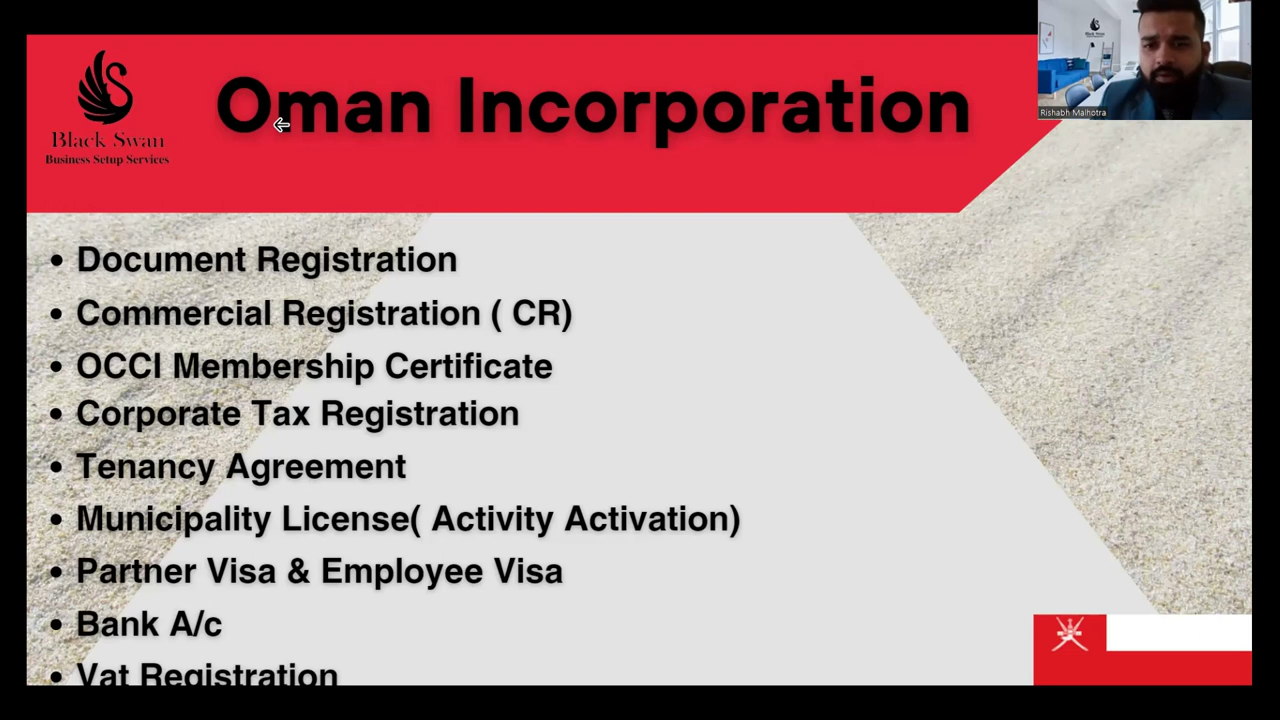 Oman Incorporation
Black Swan
Business Setup Services
Rishabh Malhotra
• Document Registration
• Commercial Registration ( CR)
• OCCI Membership Certificate
• Corporate Tax Registration
• Tenancy Agreement
• Municipality License( Activity Activation)
• Partner Visa & Employee Visa
• Bank A/c
• Vat Registration